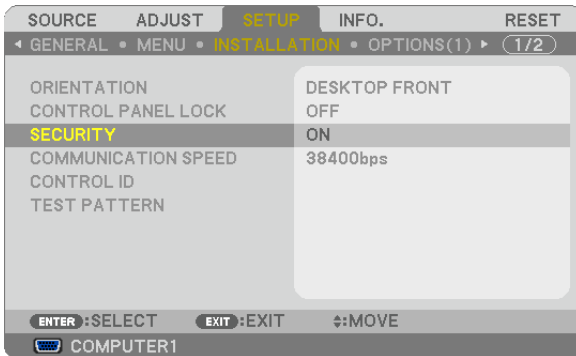 SOURCE ADJUST SETUP INFO. RESET
GENERAL • MENU • INSTALLATION • OPTIONS(1) 1/2
ORIENTATION DESKTOP FRONT
CONTROL PANEL LOCK OFF
SECURITY ON
COMMUNICATION SPEED 38400bps
CONTROL ID
TEST PATTERN
ENTER :SELECT EXIT :EXIT :MOVE
COMPUTER1